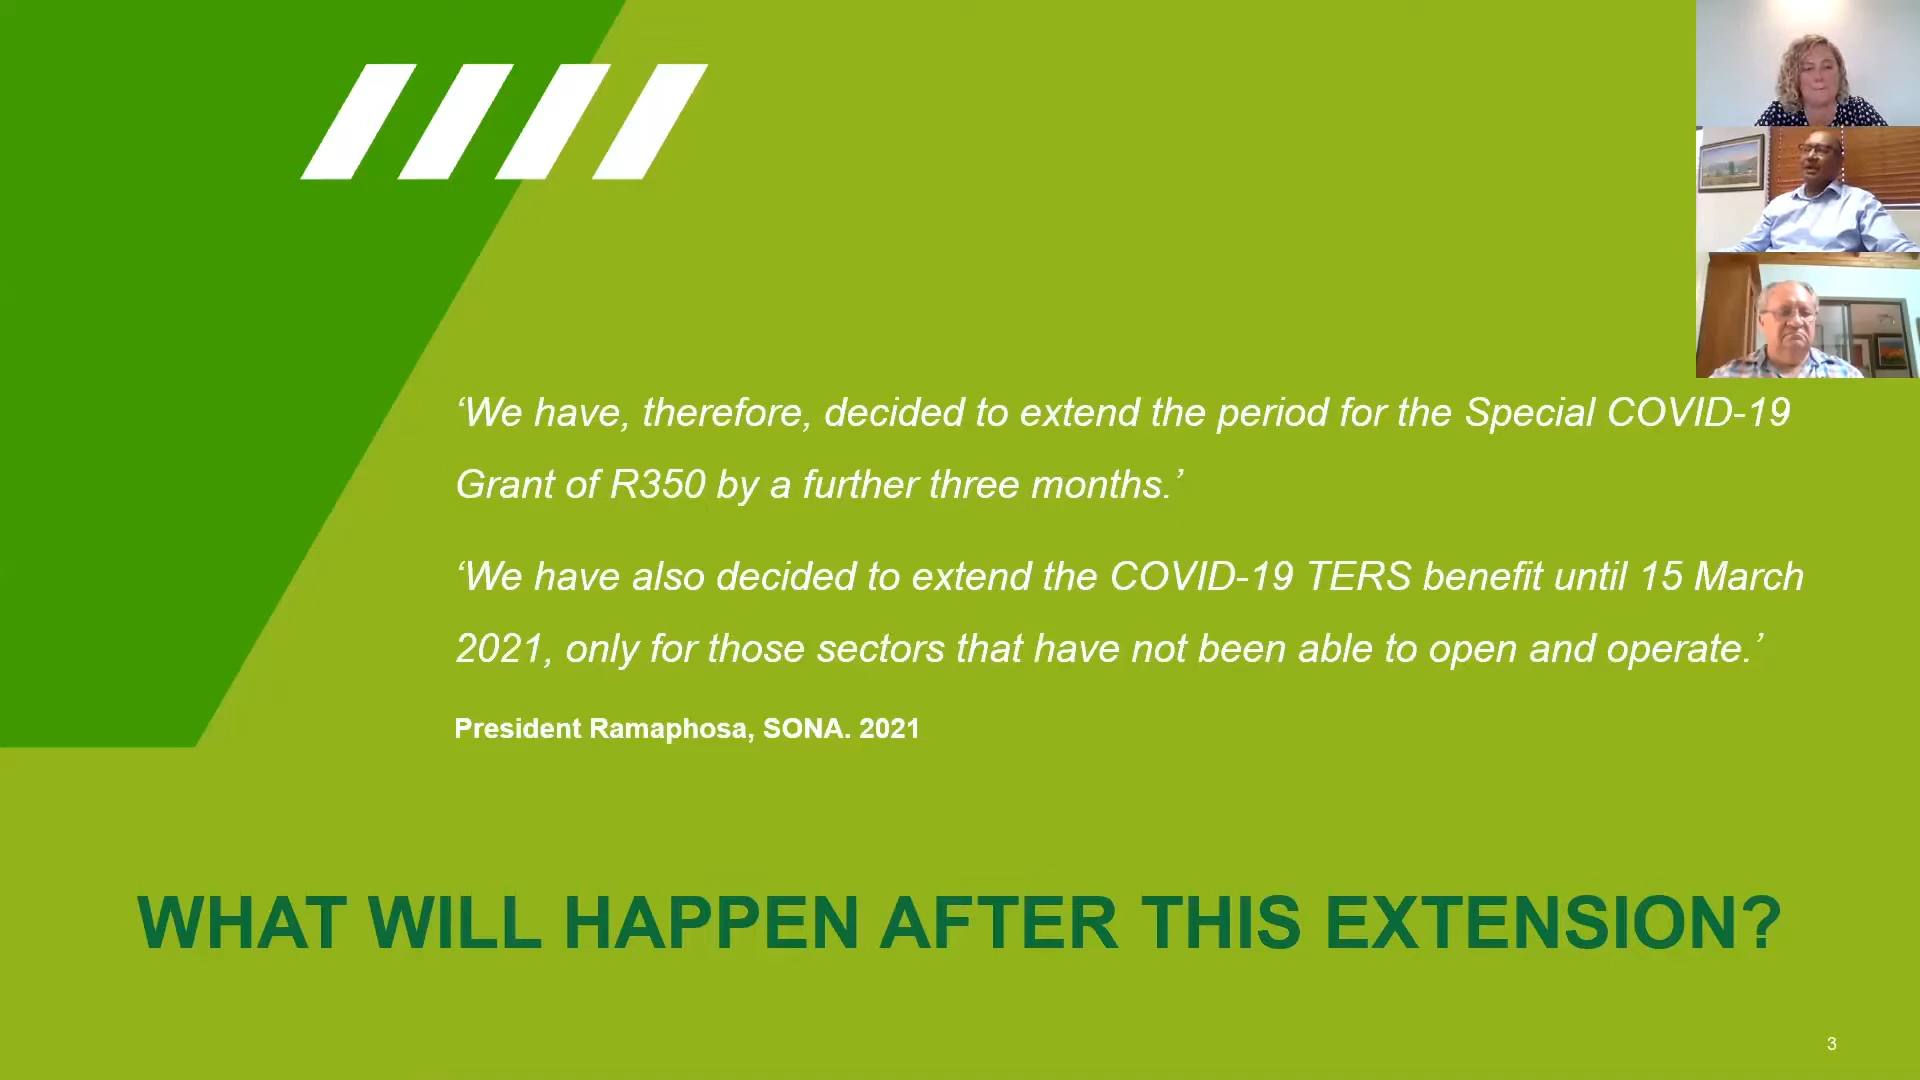 ‘We have, therefore, decided to extend the period for the Special COVID-19
Grant of R350 by a further three months.’
‘We have also decided to extend the COVID-19 TERS benefit until 15 March
2021, only for those sectors that have not been able to open and operate.’
President Ramaphosa, SONA. 2021
WHAT WILL HAPPEN AFTER THIS EXTENSION?
3